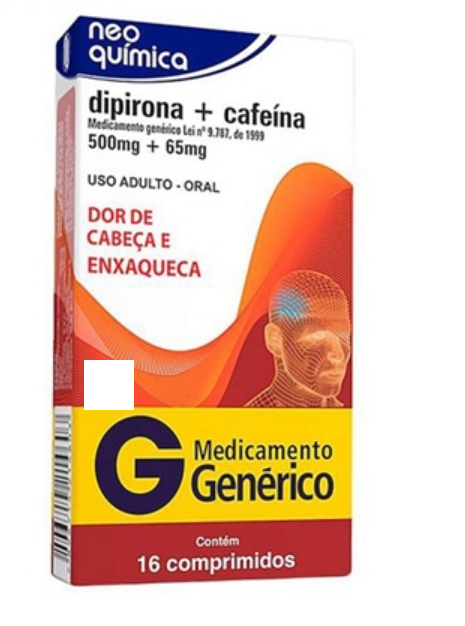 neo
química
dipirona + cafeína
Medicamento genérico Lei nº 9.787, de 1999
500mg + 65mg
USO ADULTO - ORAL
DOR DE
CABEÇA E
ENXAQUECA
G Medicamento
Genérico
Contém
16 comprimidos